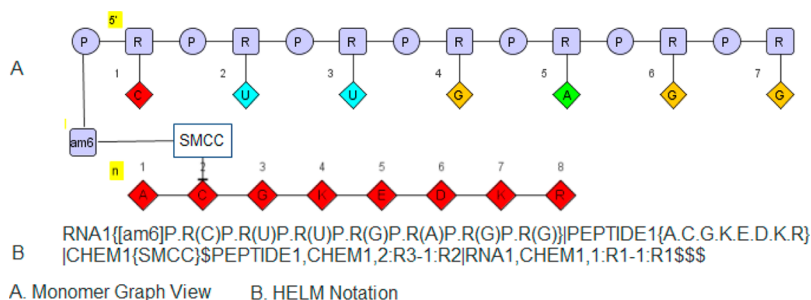 5'
P R P R P R P R P R P R P R
A
1 2 3 4 5 6 7
C U U G A G G
am6 SMCC
n 1 2 3 4 5 6 7 8
A C G K E D K R
RNA1{[am6]P.R(C)P.R(U)P.R(U)P.R(G)P.R(A)P.R(G)P.R(G)}|PEPTIDE1{A.C.G.K.E.D.K.R}
B |CHEM1{SMCC}$PEPTIDE1,CHEM1,2:R3-1:R2|RNA1,CHEM1,1:R1-1:R1$$$
A. Monomer Graph View B. HELM Notation